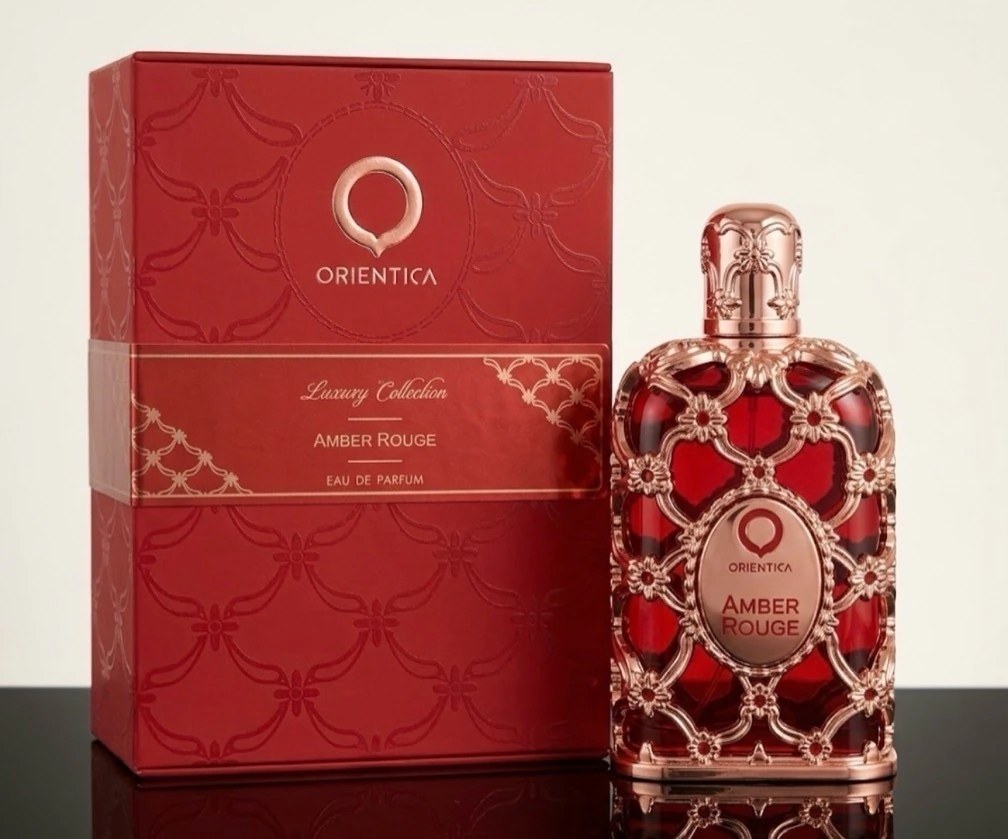 ORIENTICA
Luxury Collection
AMBER ROUGE
EAU DE PARFUM
ORIENTICA
AMBER
ROUGE